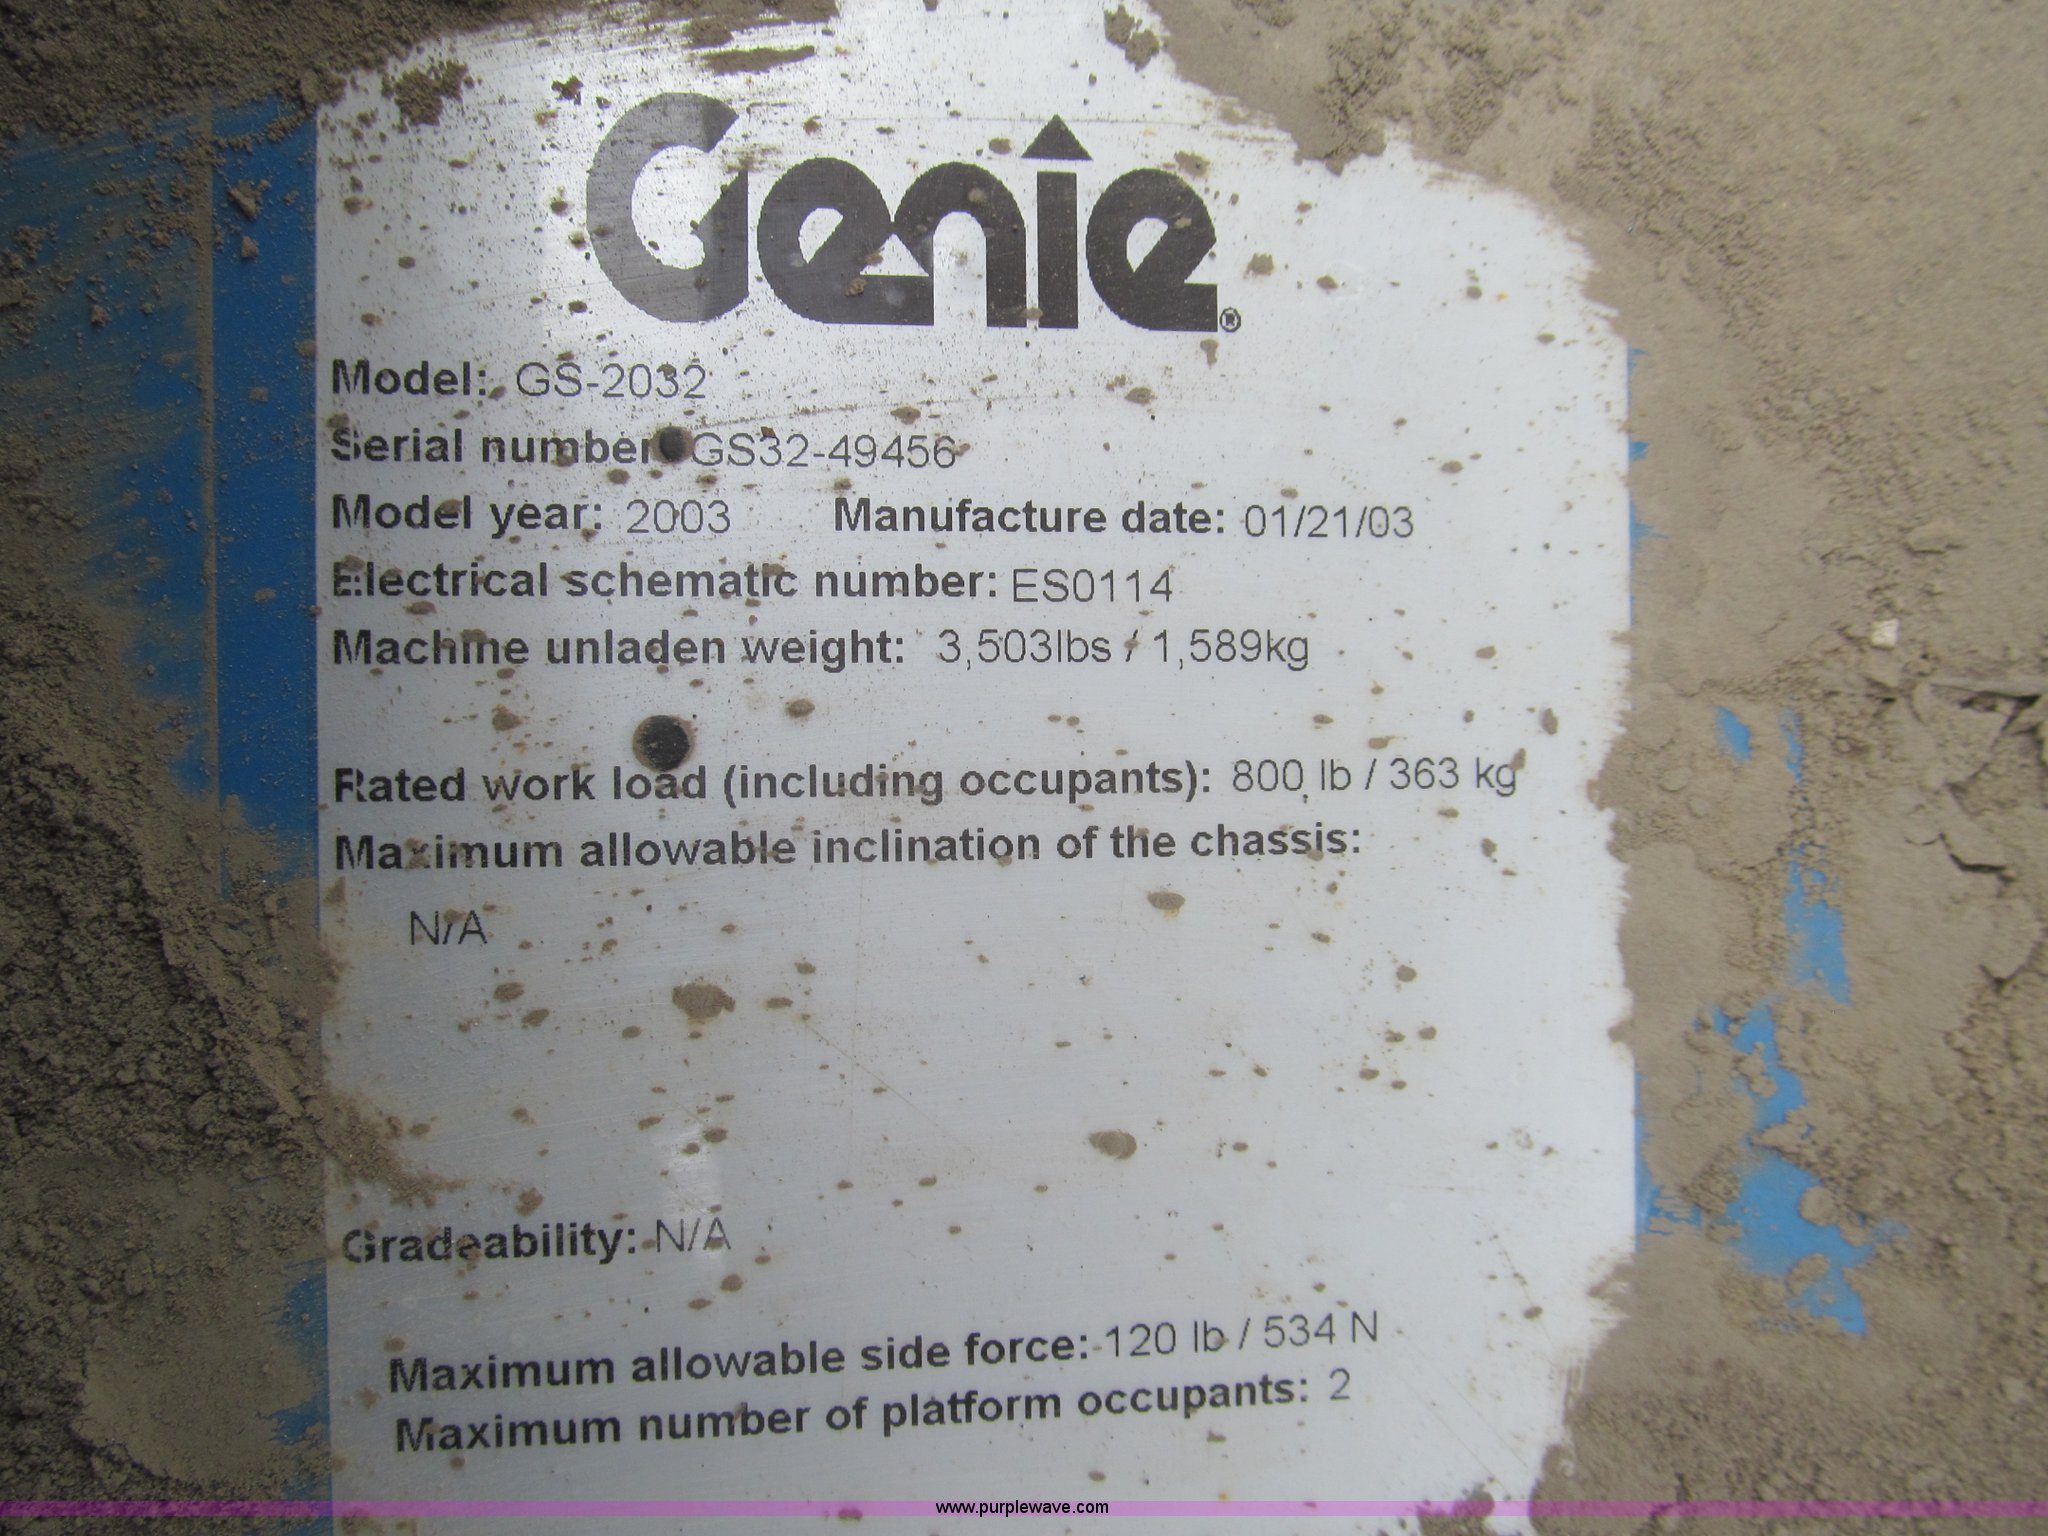 Genie®
Model: GS-2032
Serial number GS32-49456
Model year: 2003 Manufacture date: 01/21/03
Electrical schematic number: ES0114
Machine unladen weight: 3,503lbs / 1,589kg
Rated work load (including occupants): 800 lb / 363 kg
Maximum allowable inclination of the chassis:
N/A
Gradeability: N/A
Maximum allowable side force: 120 lb / 534 N
Maximum number of platform occupants: 2
www.purplewave.com